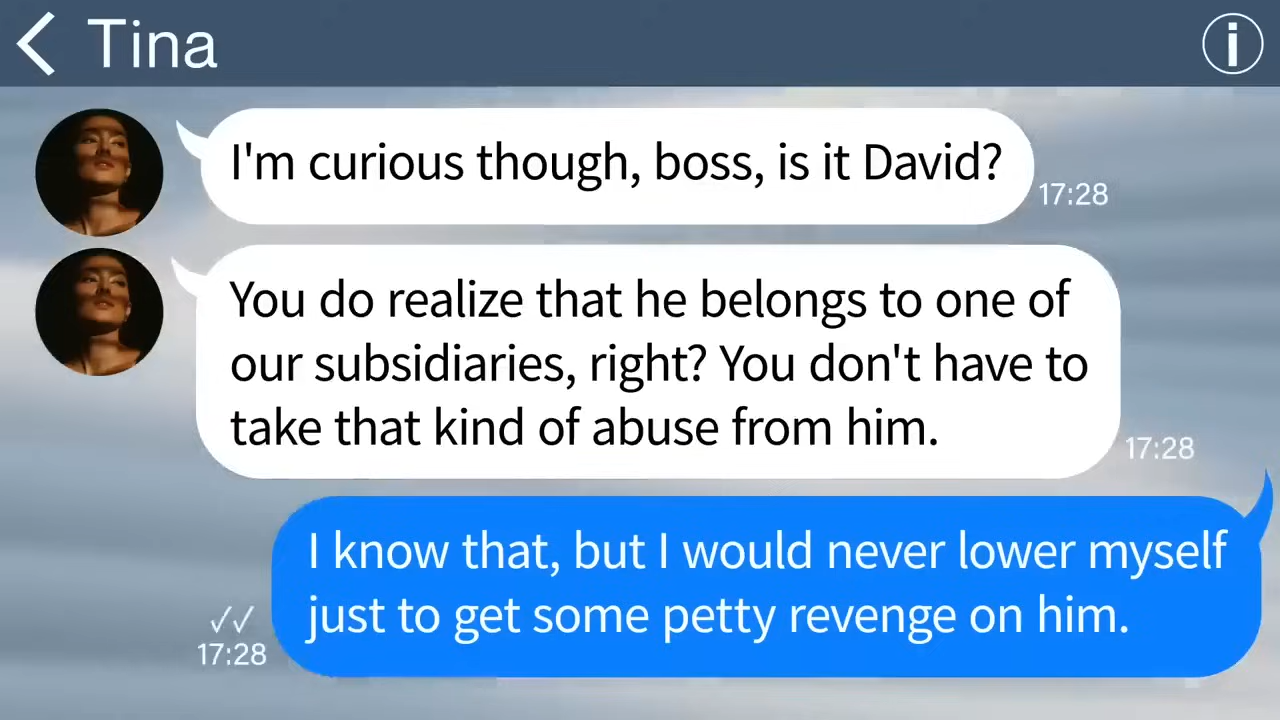 Tina
I'm curious though, boss, is it David?
17:28
You do realize that he belongs to one of
our subsidiaries, right? You don't have to
take that kind of abuse from him.
17:28
I know that, but I would never lower myself
just to get some petty revenge on him.
17:28